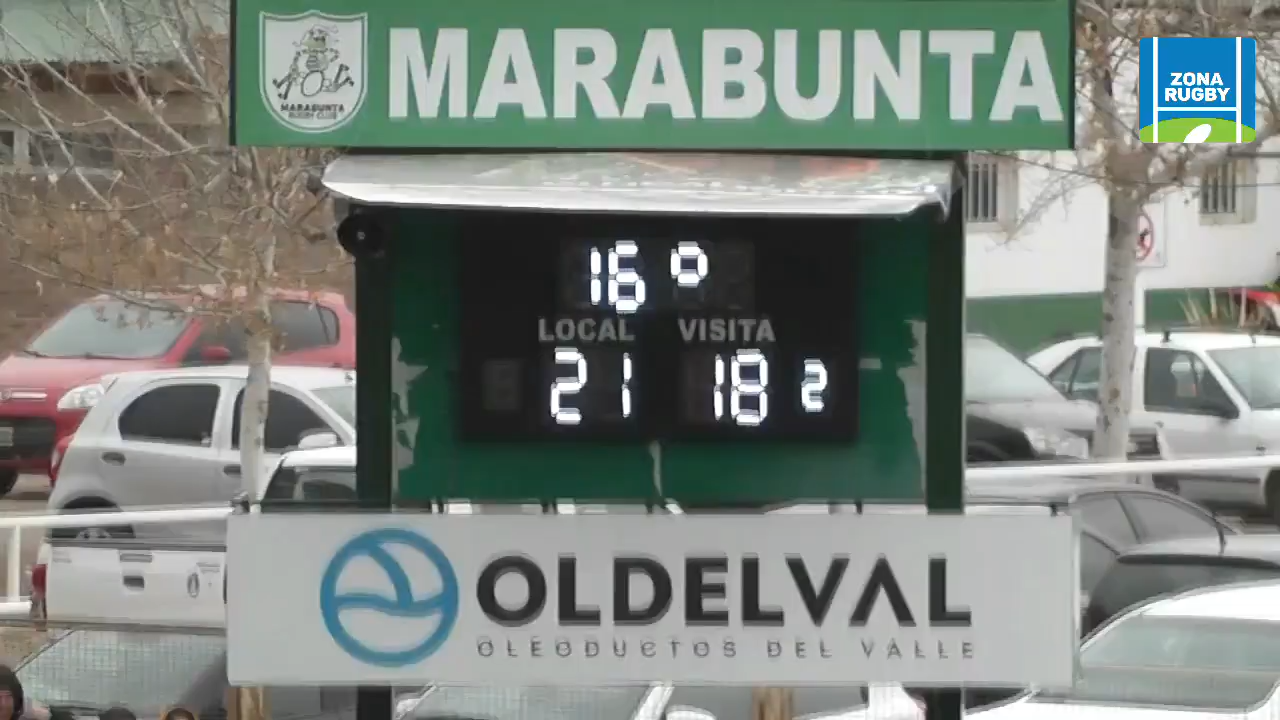 MARABUNTA
MARABUNTA
RUGBY CLUB
ZONA
RUGBY
16°
LOCAL VISITA
21 18 2
OLDELVAL
OLEODUCTOS DEL VALLE